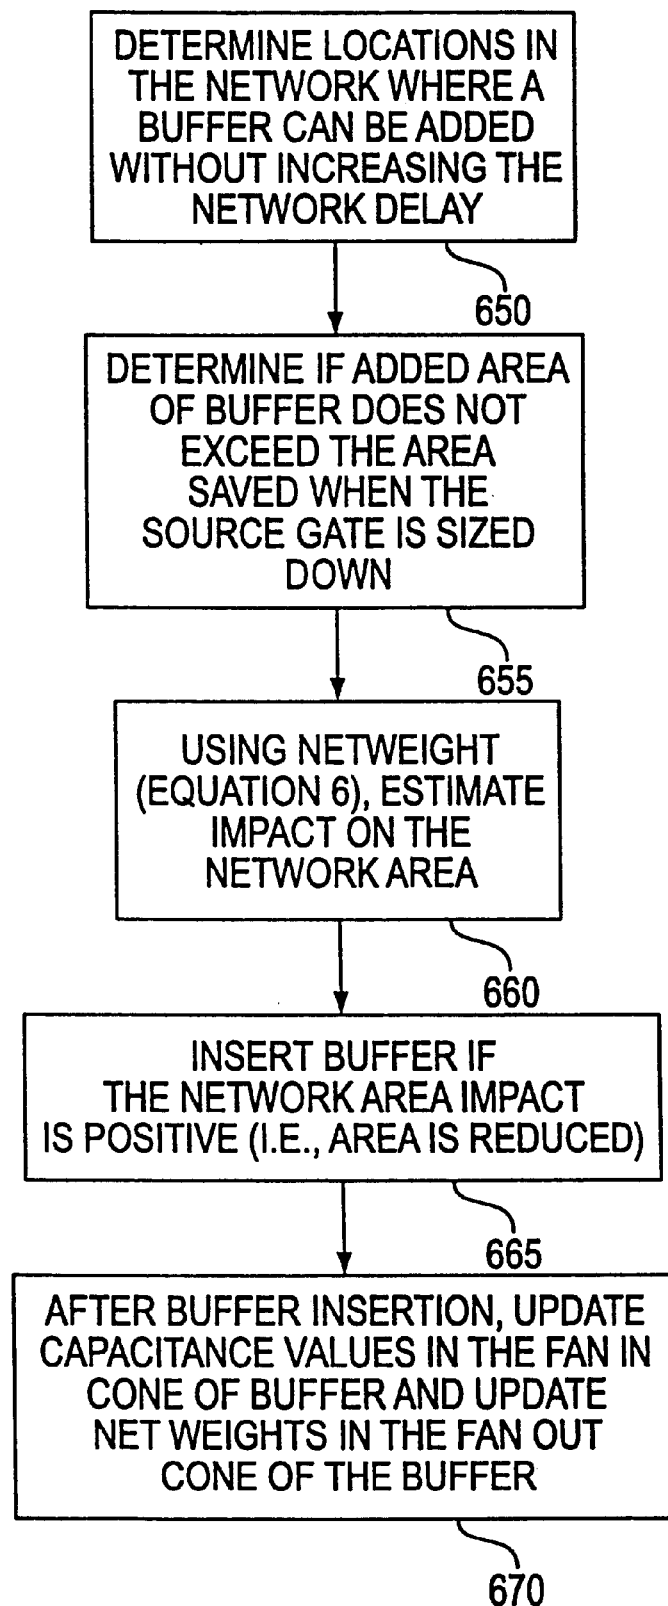 DETERMINE LOCATIONS IN
THE NETWORK WHERE A
BUFFER CAN BE ADDED
WITHOUT INCREASING THE
NETWORK DELAY
650
DETERMINE IF ADDED AREA
OF BUFFER DOES NOT
EXCEED THE AREA
SAVED WHEN THE
SOURCE GATE IS SIZED
DOWN
655
USING NETWEIGHT
(EQUATION 6), ESTIMATE
IMPACT ON THE
NETWORK AREA
660
INSERT BUFFER IF
THE NETWORK AREA IMPACT
IS POSITIVE (I.E., AREA IS REDUCED)
665
AFTER BUFFER INSERTION, UPDATE
CAPACITANCE VALUES IN THE FAN IN
CONE OF BUFFER AND UPDATE
NET WEIGHTS IN THE FAN OUT
CONE OF THE BUFFER
670